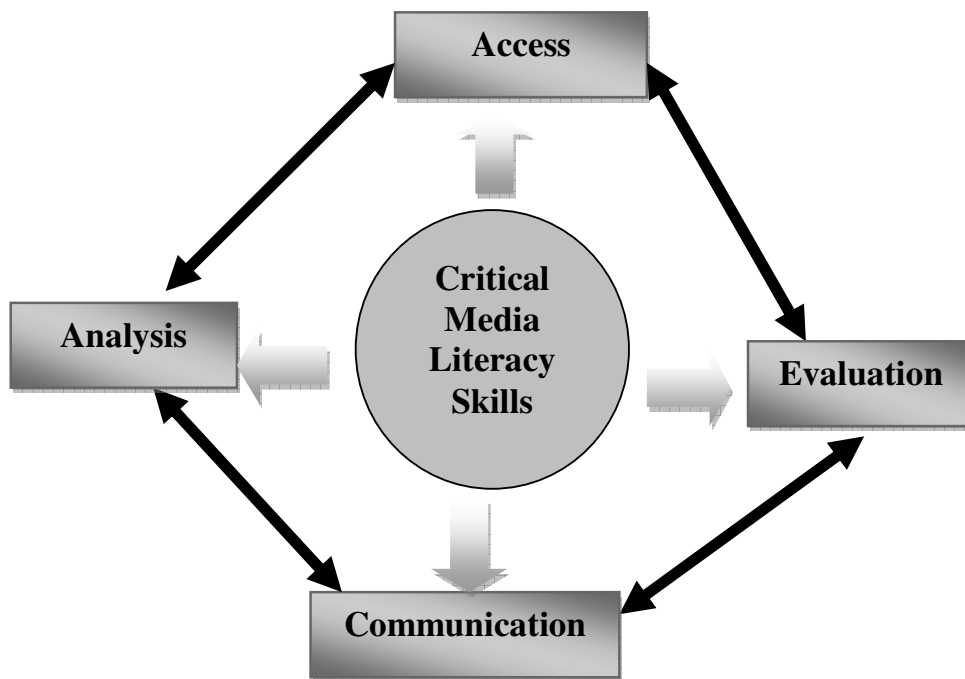 Access
Critical
Media
Literacy
Skills
Analysis
Evaluation
Communication